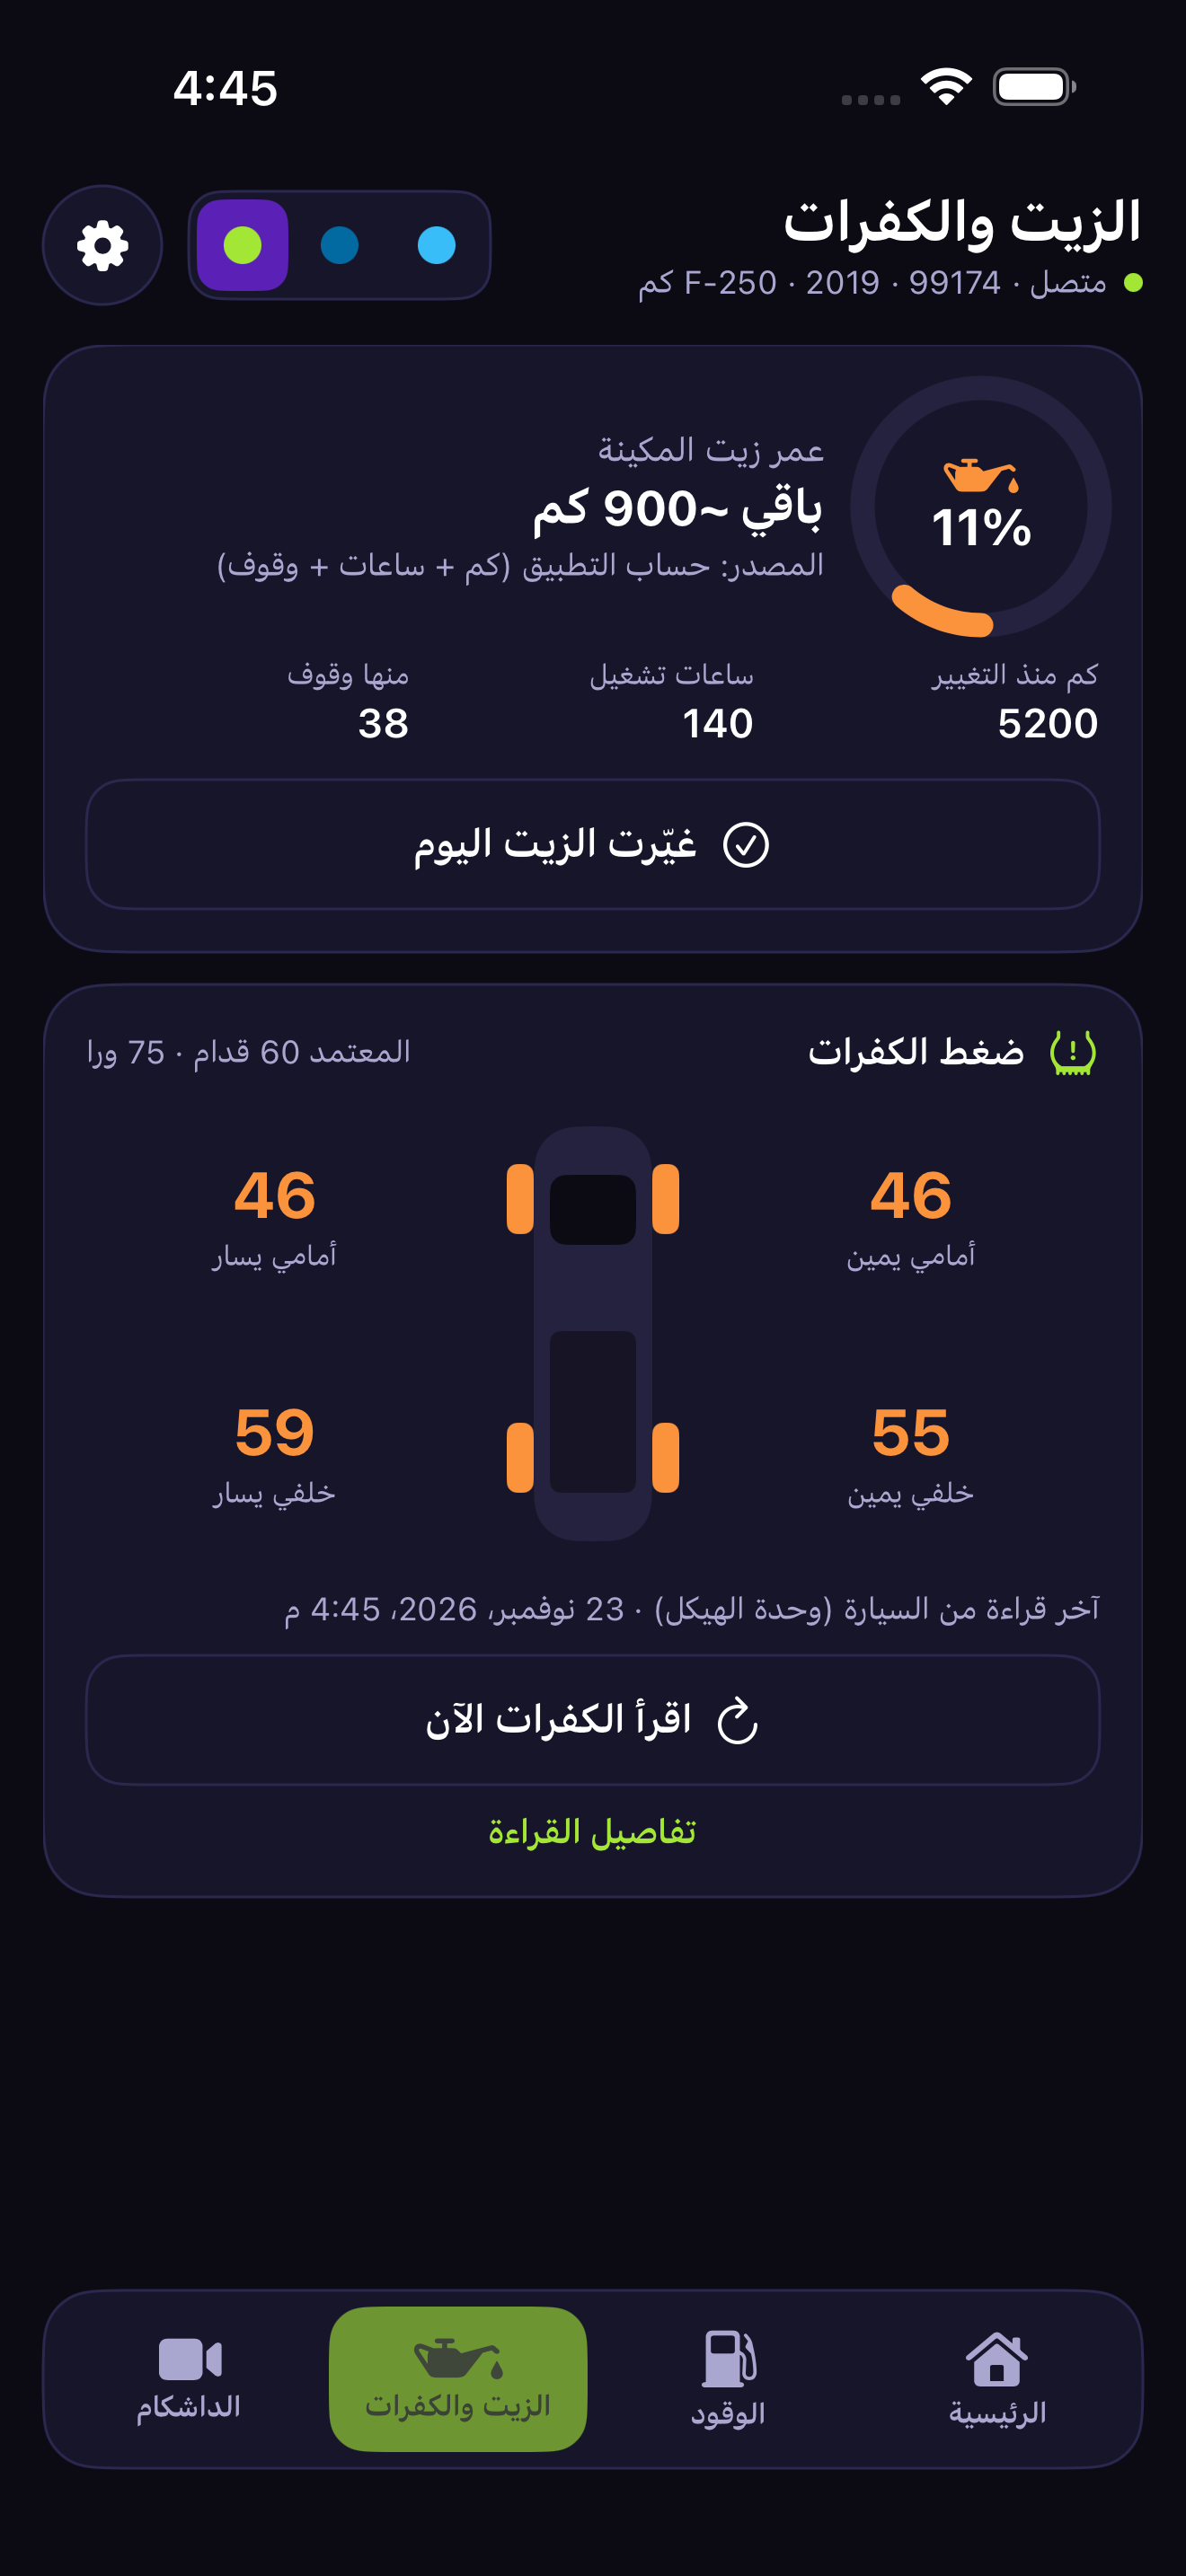 4:45
الزيت والكفرات
متصل · F-250 · 2019 · 99174 كم
11%
عمر زيت المكينة
باقي ~900 كم
المصدر: حساب التطبيق (كم + ساعات + وقوف)
كم منذ التغيير
5200
ساعات تشغيل
140
منها وقوف
38
غيّرت الزيت اليوم
ضغط الكفرات
المعتمد 60 قدام · 75 ورا
46
أمامي يمين
46
أمامي يسار
55
خلفي يمين
59
خلفي يسار
آخر قراءة من السيارة (وحدة الهيكل) · 23 نوفمبر، 2026، 4:45 م
اقرأ الكفرات الآن
تفاصيل القراءة
الرئيسية
الوقود
الزيت والكفرات
الداشكام